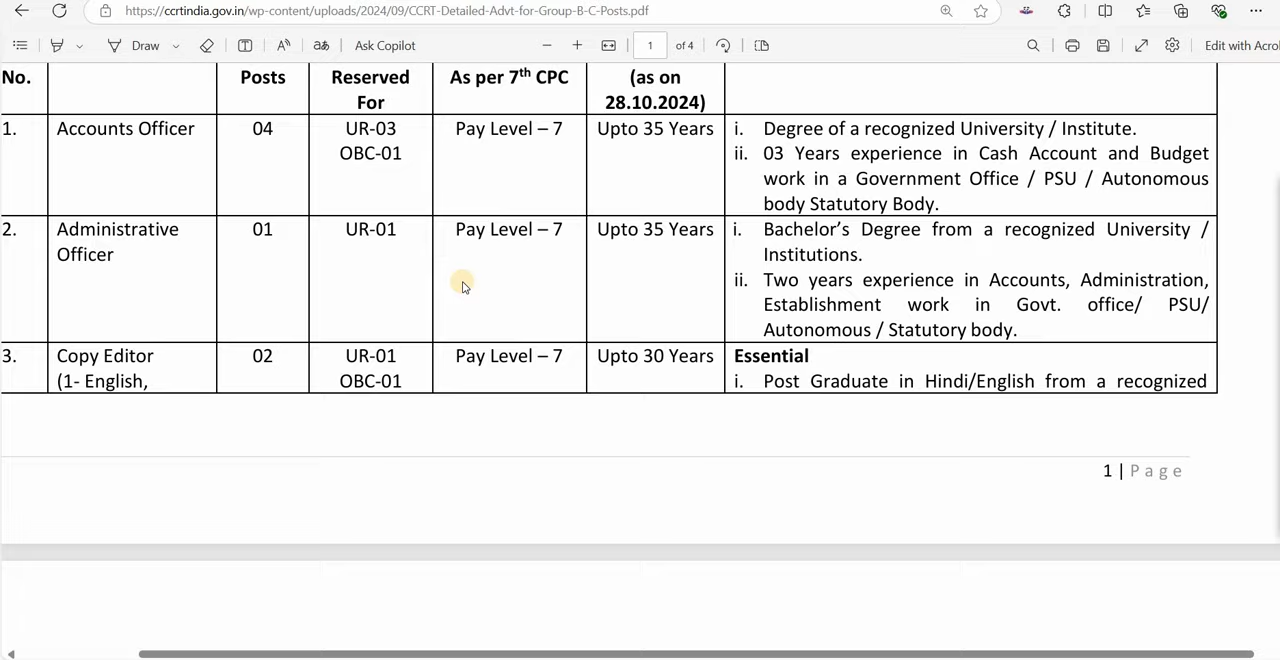 https://ccrtindia.gov.in/wp-content/uploads/2024/09/CCRT-Detailed-Advt-for-Group-B-C-Posts.pdf
Draw
Ask Copilot
1 of 4
Edit with Acro
No. Posts Reserved For As per 7th CPC (as on 28.10.2024)
1. Accounts Officer 04 UR-03 Pay Level – 7 Upto 35 Years i. Degree of a recognized University / Institute.
OBC-01 ii. 03 Years experience in Cash Account and Budget
work in a Government Office / PSU / Autonomous
body Statutory Body.
2. Administrative 01 UR-01 Pay Level – 7 Upto 35 Years i. Bachelor’s Degree from a recognized University /
Officer Institutions.
ii. Two years experience in Accounts, Administration,
Establishment work in Govt. office/ PSU/
Autonomous / Statutory body.
3. Copy Editor 02 UR-01 Pay Level – 7 Upto 30 Years Essential
(1- English, OBC-01 i. Post Graduate in Hindi/English from a recognized
1 | Page